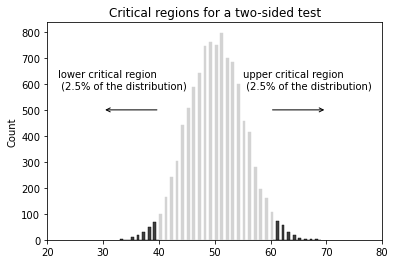 Critical regions for a two-sided test
800
700
600
500
400
300
200
100
0
Count
lower critical region
(2.5% of the distribution)
upper critical region
(2.5% of the distribution)
20
30
40
50
60
70
80